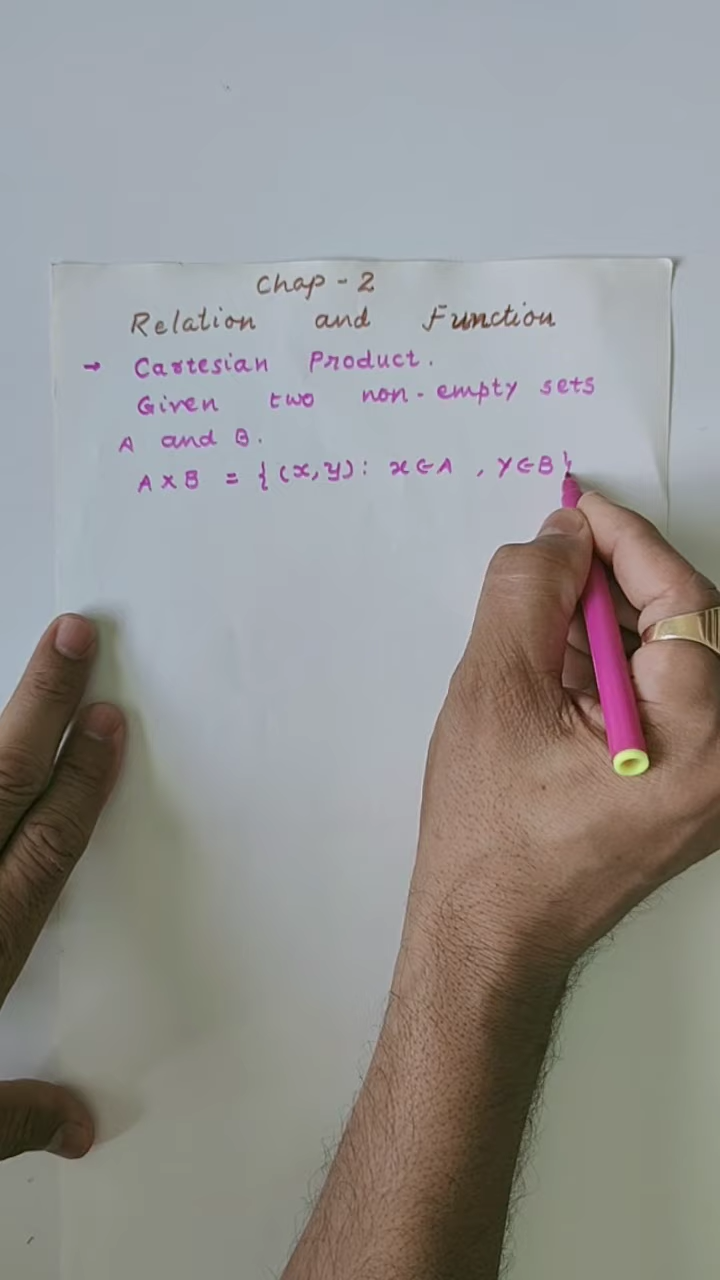 Chap - 2
Relation and Function
→ Cartesian Product.
Given two non-empty sets
A and B.
A × B = {(x,y): x ∈ A , y ∈ B}